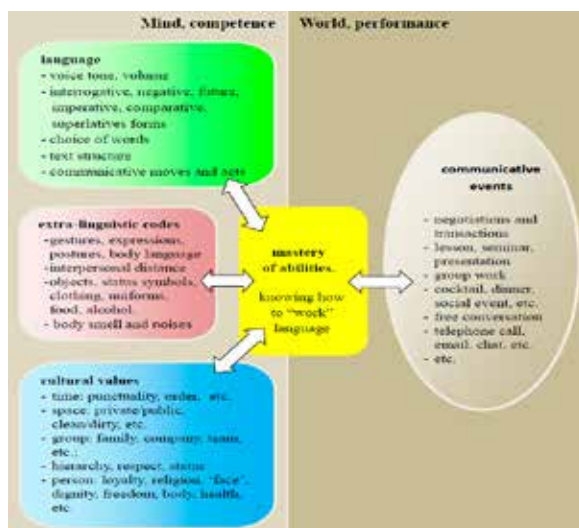 Mind, competence
World, performance
language
- voice tone, volume
- interrogative, negative, future,
imperative, comparative,
superlatives forms
- choice of words
- text structure
- communicative moves and acts
extra-linguistic codes
- gestures, expressions,
postures, body language
- interpersonal distance
- objects, status symbols,
clothing, uniforms,
food, alcohol,
- body smell and noises
cultural values
- time: punctuality, order, etc.
- space: private/public,
clean/dirty, etc.
- group: family, company, team,
etc.;
- hierarchy, respect, status
- person: loyalty, religion, "face",
dignity, freedom, body, health,
etc.
mastery
of abilities,
knowing how
to "work"
language
communicative
events
- negotiations and
transactions
- lesson, seminar,
presentation
- group work
- cocktail, dinner,
social event, etc.
- free conversation
- telephone call,
email, chat, etc.
- etc.